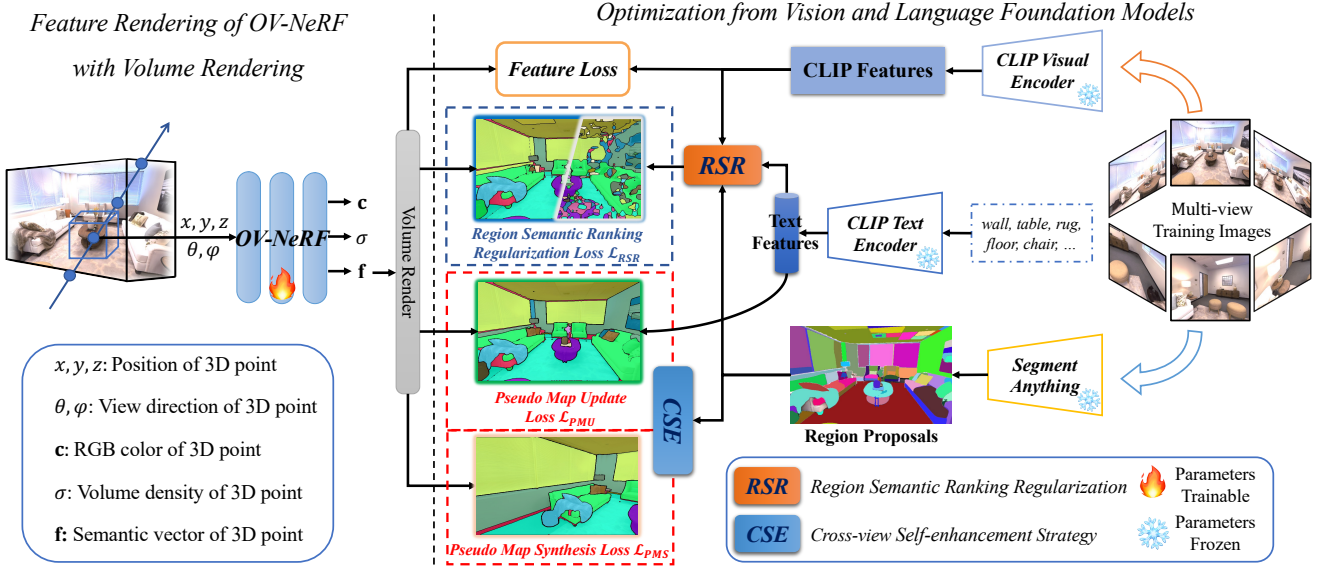 Feature Rendering of OV-NeRF
with Volume Rendering
Optimization from Vision and Language Foundation Models
x, y, z
θ, φ
OV-NeRF
c
σ
f
Volume Render
Feature Loss
CLIP Features
CLIP Visual
Encoder
RSR
Region Semantic Ranking
Regularization Loss ℒRSR
Text
Features
CLIP Text
Encoder
wall, table, rug,
floor, chair, ...
Multi-view
Training Images
Pseudo Map Update
Loss ℒPMU
CSE
Region Proposals
Segment
Anything
Pseudo Map Synthesis Loss ℒPMS
x, y, z: Position of 3D point
θ, φ: View direction of 3D point
c: RGB color of 3D point
σ: Volume density of 3D point
f: Semantic vector of 3D point
RSR Region Semantic Ranking Regularization
CSE Cross-view Self-enhancement Strategy
Parameters
Trainable
Parameters
Frozen